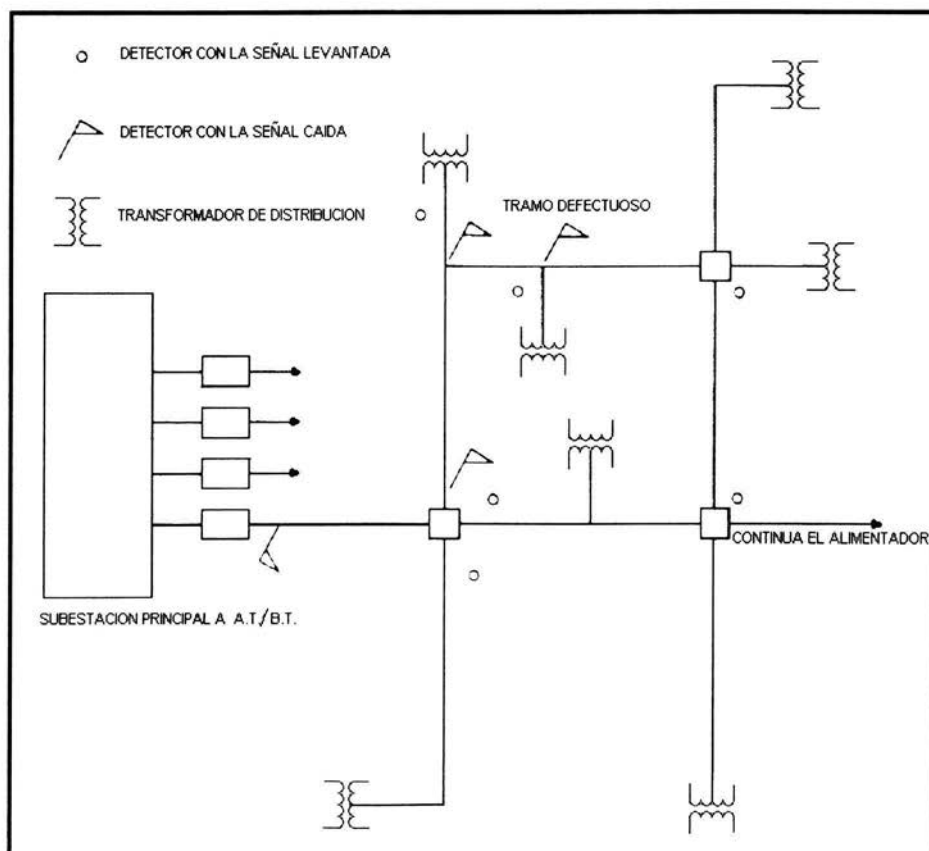 DETECTOR CON LA SEÑAL LEVANTADA
DETECTOR CON LA SEÑAL CAIDA
TRANSFORMADOR DE DISTRIBUCION
TRAMO DEFECTUOSO
CONTINUA EL ALIMENTADOR
SUBESTACION PRINCIPAL A A.T./B.T.